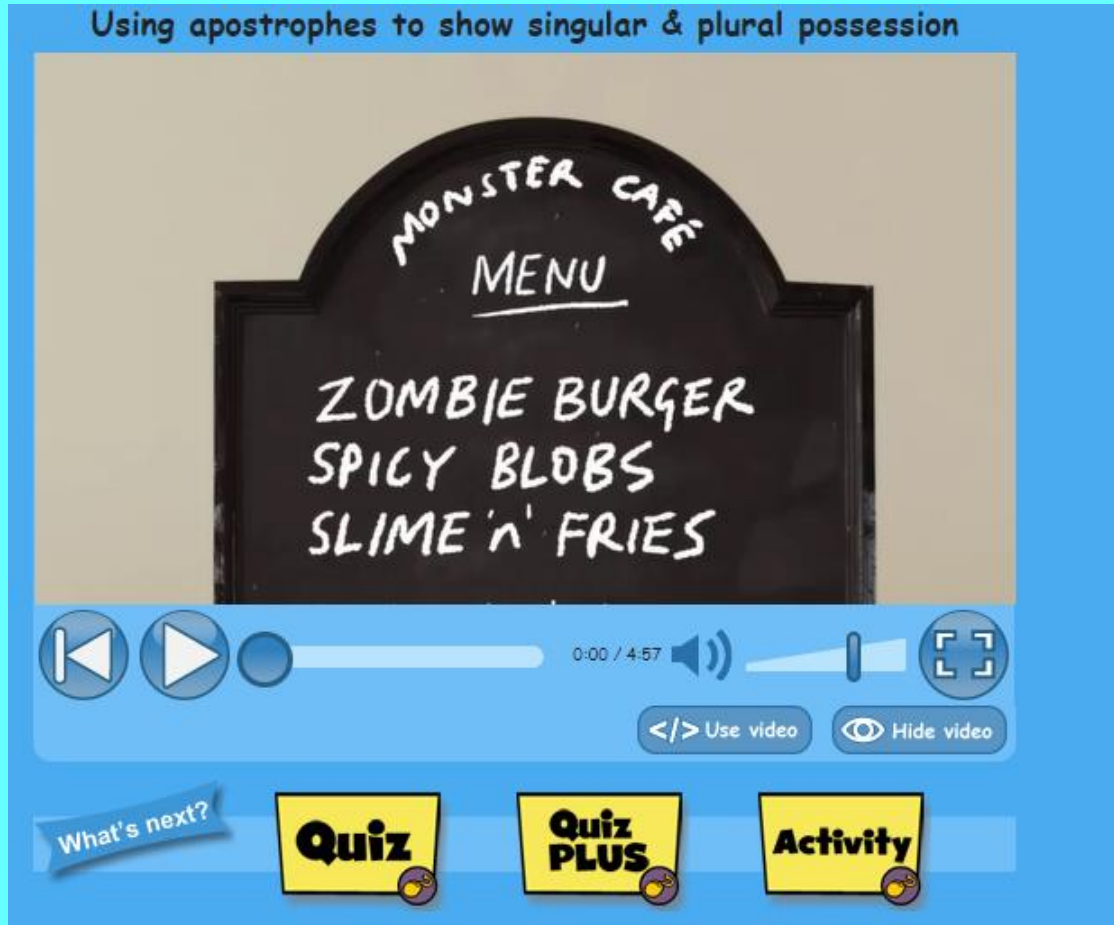 Using apostrophes to show singular & plural possession
MONSTER CAFÉ
MENU
ZOMBIE BURGER
SPICY BLOBS
SLIME 'n' FRIES
0:00 / 4:57
</> Use video
Hide video
What's next?
Quiz
Quiz
PLUS
Activity